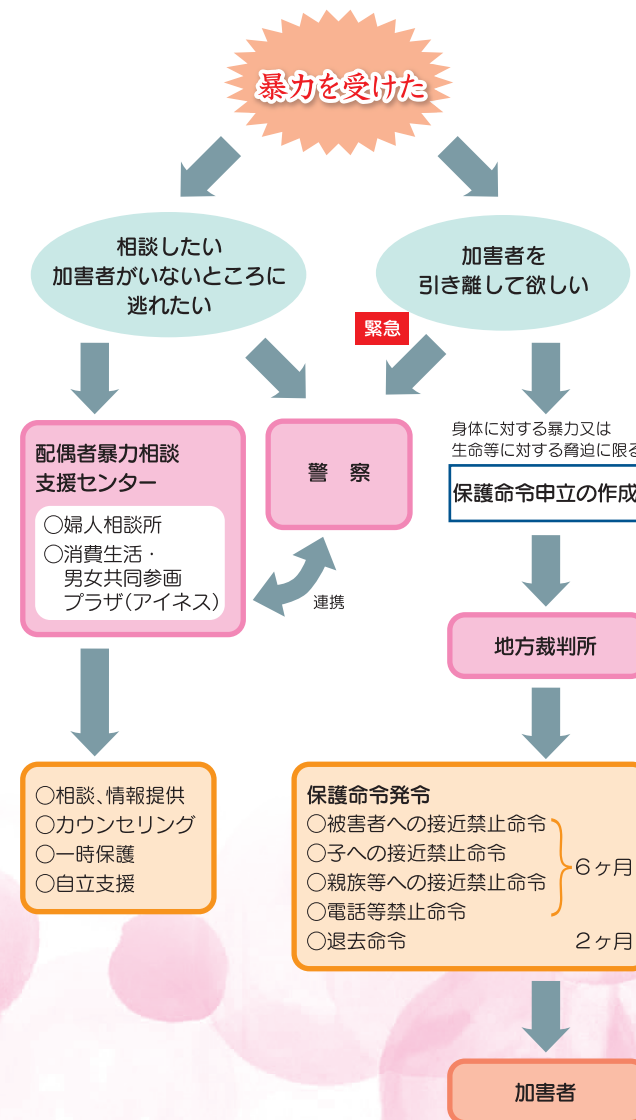 暴力を受けた
相談したい
加害者がいないところに
逃れたい
加害者を
引き離して欲しい
緊急
配偶者暴力相談
支援センター
○婦人相談所
○消費生活・
男女共同参画
プラザ(アイネス)
警 察
連携
身体に対する暴力又は
生命等に対する脅迫に限る
保護命令申立の作成
地方裁判所
○相談、情報提供
○カウンセリング
○一時保護
○自立支援
保護命令発令
○被害者への接近禁止命令
○子への接近禁止命令
○親族等への接近禁止命令
○電話等禁止命令
6ヶ月
○退去命令 2ヶ月
加害者